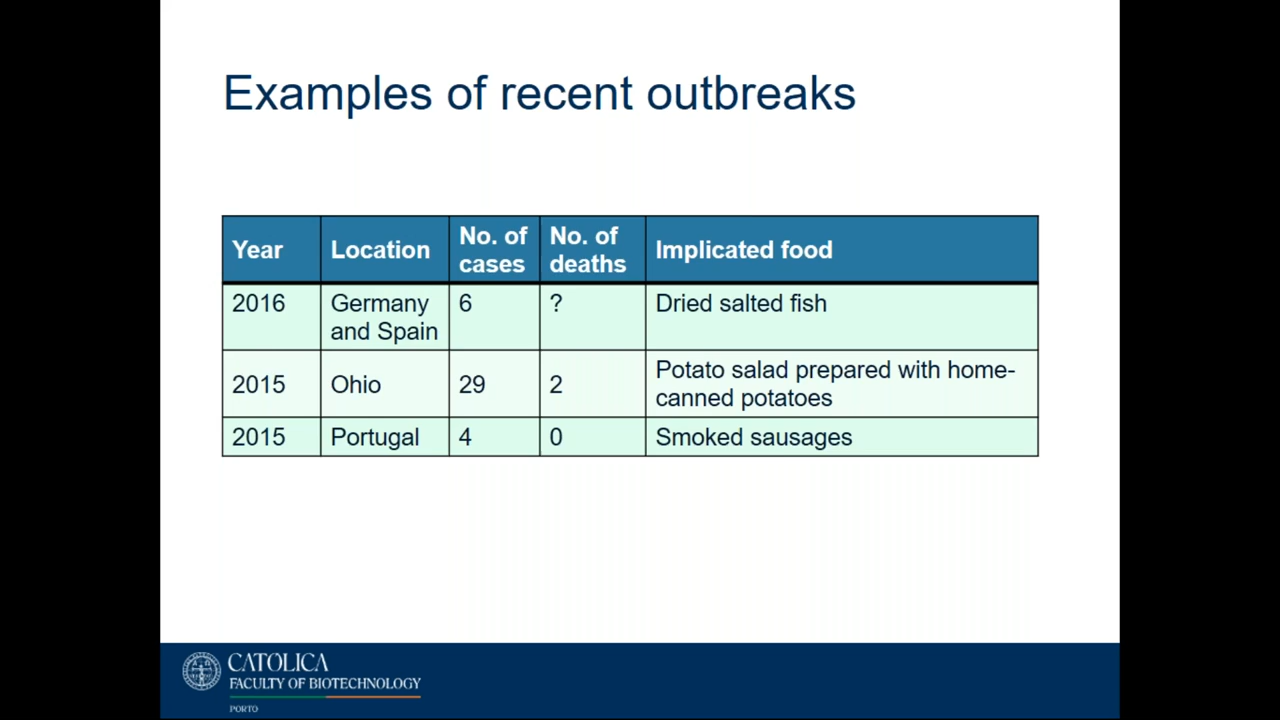 Examples of recent outbreaks
Year
Location
No. of
cases
No. of
deaths
Implicated food
2016
Germany
and Spain
6
?
Dried salted fish
2015
Ohio
29
2
Potato salad prepared with home-
canned potatoes
2015
Portugal
4
0
Smoked sausages
CATOLICA
FACULTY OF BIOTECHNOLOGY
PORTO